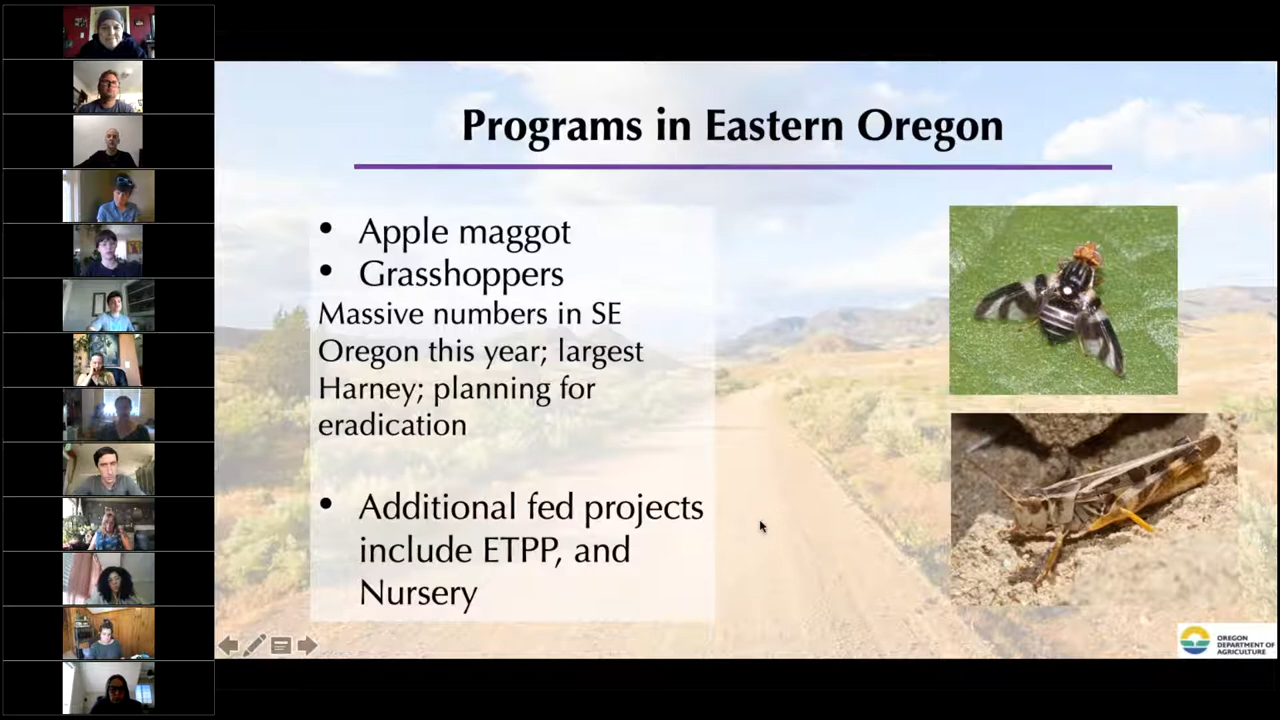 Programs in Eastern Oregon
• Apple maggot
• Grasshoppers
Massive numbers in SE
Oregon this year; largest
Harney; planning for
eradication
• Additional fed projects
include ETPP, and
Nursery
OREGON
DEPARTMENT OF
AGRICULTURE